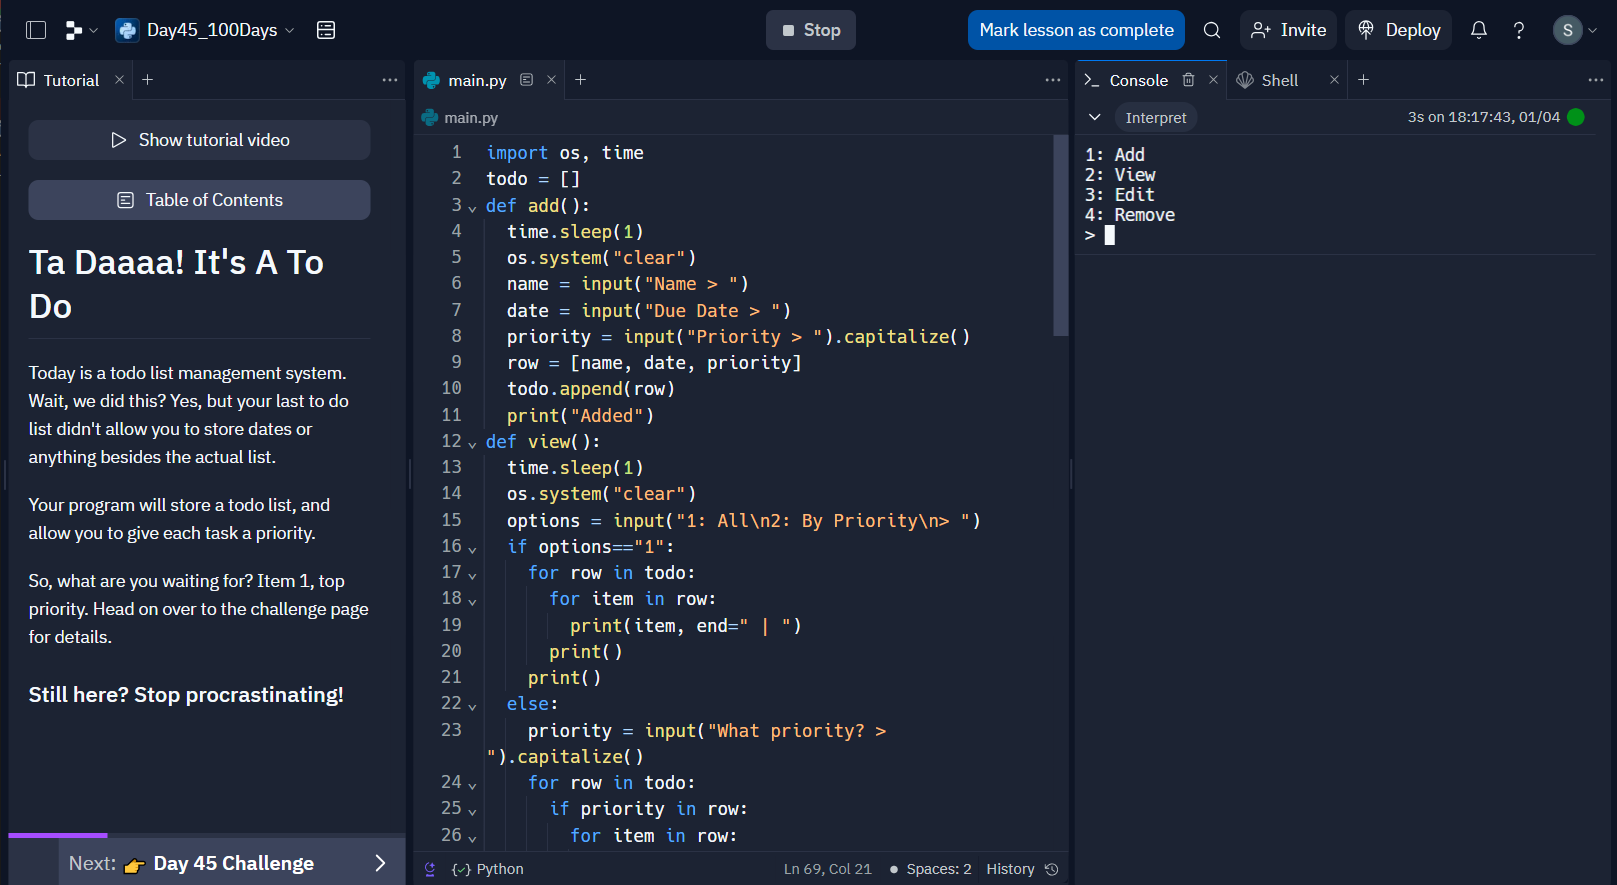 Day45_100Days
Stop
Mark lesson as complete
Invite
Deploy
S
Tutorial
Show tutorial video
Table of Contents
Ta Daaaa! It's A To
Do
Today is a todo list management system.
Wait, we did this? Yes, but your last to do
list didn't allow you to store dates or
anything besides the actual list.
Your program will store a todo list, and
allow you to give each task a priority.
So, what are you waiting for? Item 1, top
priority. Head on over to the challenge page
for details.
Still here? Stop procrastinating!
Next: 👉 Day 45 Challenge
main.py
main.py
1 import os, time
2 todo = []
3 def add():
4 time.sleep(1)
5 os.system("clear")
6 name = input("Name > ")
7 date = input("Due Date > ")
8 priority = input("Priority > ").capitalize()
9 row = [name, date, priority]
10 todo.append(row)
11 print("Added")
12 def view():
13 time.sleep(1)
14 os.system("clear")
15 options = input("1: All\n2: By Priority\n> ")
16 if options=="1":
17 for row in todo:
18 for item in row:
19 print(item, end=" | ")
20 print()
21 print()
22 else:
23 priority = input("What priority? >
").capitalize()
24 for row in todo:
25 if priority in row:
26 for item in row:
Python
Ln 69, Col 21
Spaces: 2
History
Console
Shell
Interpret
3s on 18:17:43, 01/04
1: Add
2: View
3: Edit
4: Remove
>